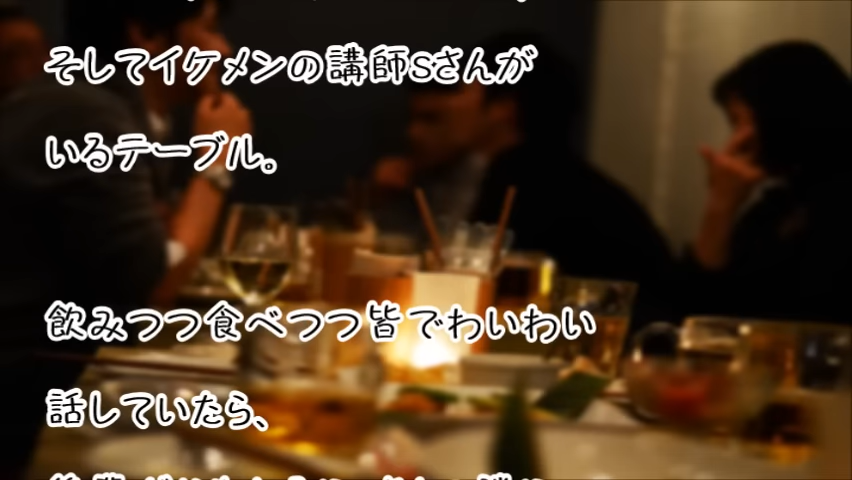 そしてイケメンの講師Sさんが
いるテーブル。
飲みつつ食べつつ皆でわいわい
話していたら、